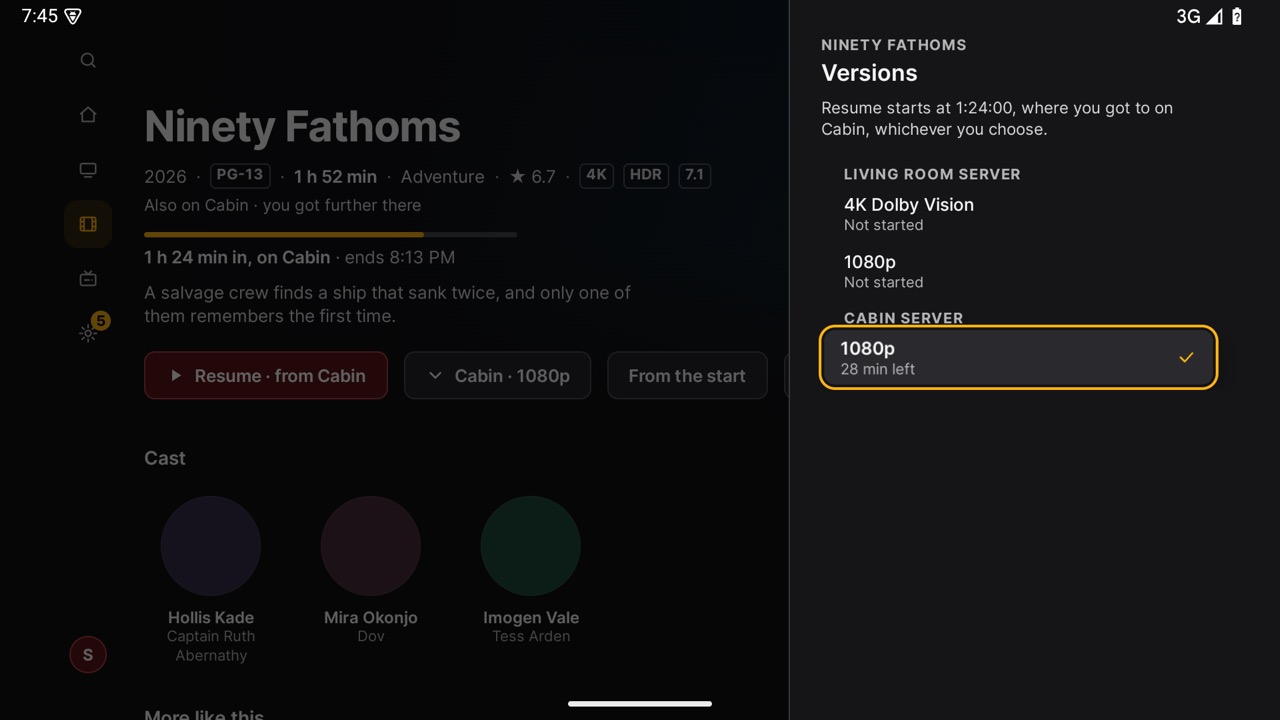 7:45
3G
Ninety Fathoms
2026 · PG-13 · 1 h 52 min · Adventure · ★ 6.7 · 4K HDR 7.1
Also on Cabin · you got further there
1 h 24 min in, on Cabin · ends 8:13 PM
A salvage crew finds a ship that sank twice, and only one of
them remembers the first time.
Resume · from Cabin
Cabin · 1080p
From the start
5
S
Cast
Hollis Kade
Captain Ruth
Abernathy
Mira Okonjo
Dov
Imogen Vale
Tess Arden
More like this
NINETY FATHOMS
Versions
Resume starts at 1:24:00, where you got to on
Cabin, whichever you choose.
LIVING ROOM SERVER
4K Dolby Vision
Not started
1080p
Not started
CABIN SERVER
1080p
28 min left